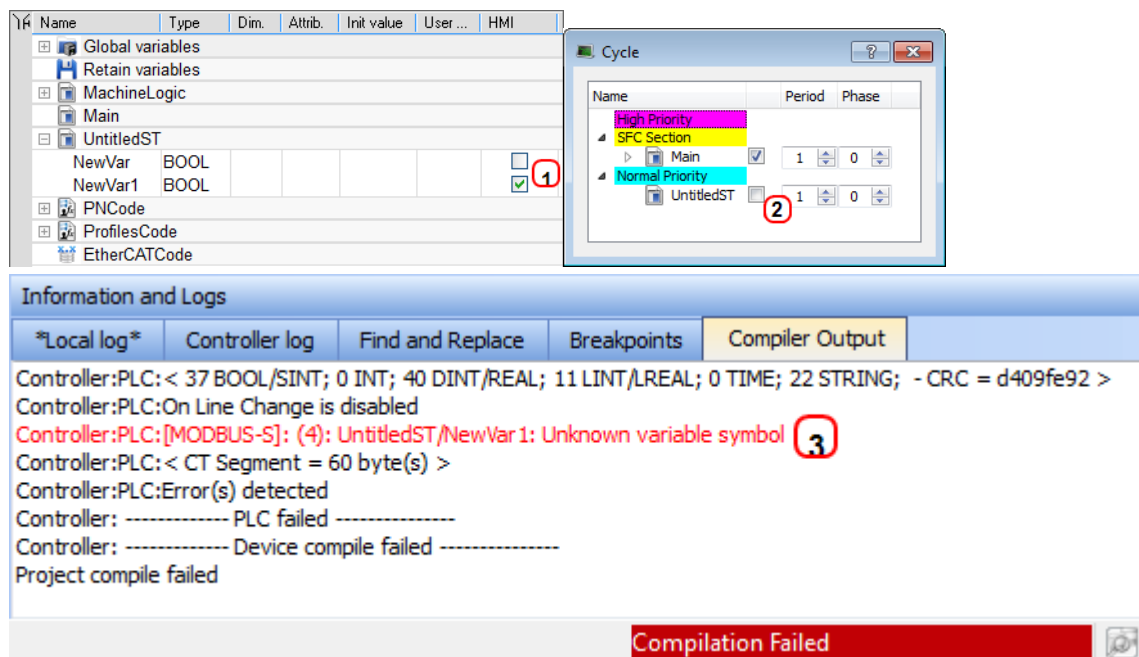 Name Type Dim. Attrib. Init value User ... HMI
Global variables
Retain variables
MachineLogic
Main
UntitledST
NewVar BOOL
NewVar1 BOOL 1
PNCode
ProfilesCode
EtherCATCode
Cycle
Name Period Phase
High Priority
SFC Section
Main 1 0
Normal Priority
UntitledST 2 1 0
Information and Logs
*Local log* Controller log Find and Replace Breakpoints Compiler Output
Controller:PLC:< 37 BOOL/SINT; 0 INT; 40 DINT/REAL; 11 LINT/LREAL; 0 TIME; 22 STRING; - CRC = d409fe92 >
Controller:PLC:On Line Change is disabled
Controller:PLC:[MODBUS-S]: (4): UntitledST/NewVar1: Unknown variable symbol 3
Controller:PLC:< CT Segment = 60 byte(s) >
Controller:PLC:Error(s) detected
Controller: ------------- PLC failed ---------------
Controller: ------------- Device compile failed ---------------
Project compile failed
Compilation Failed